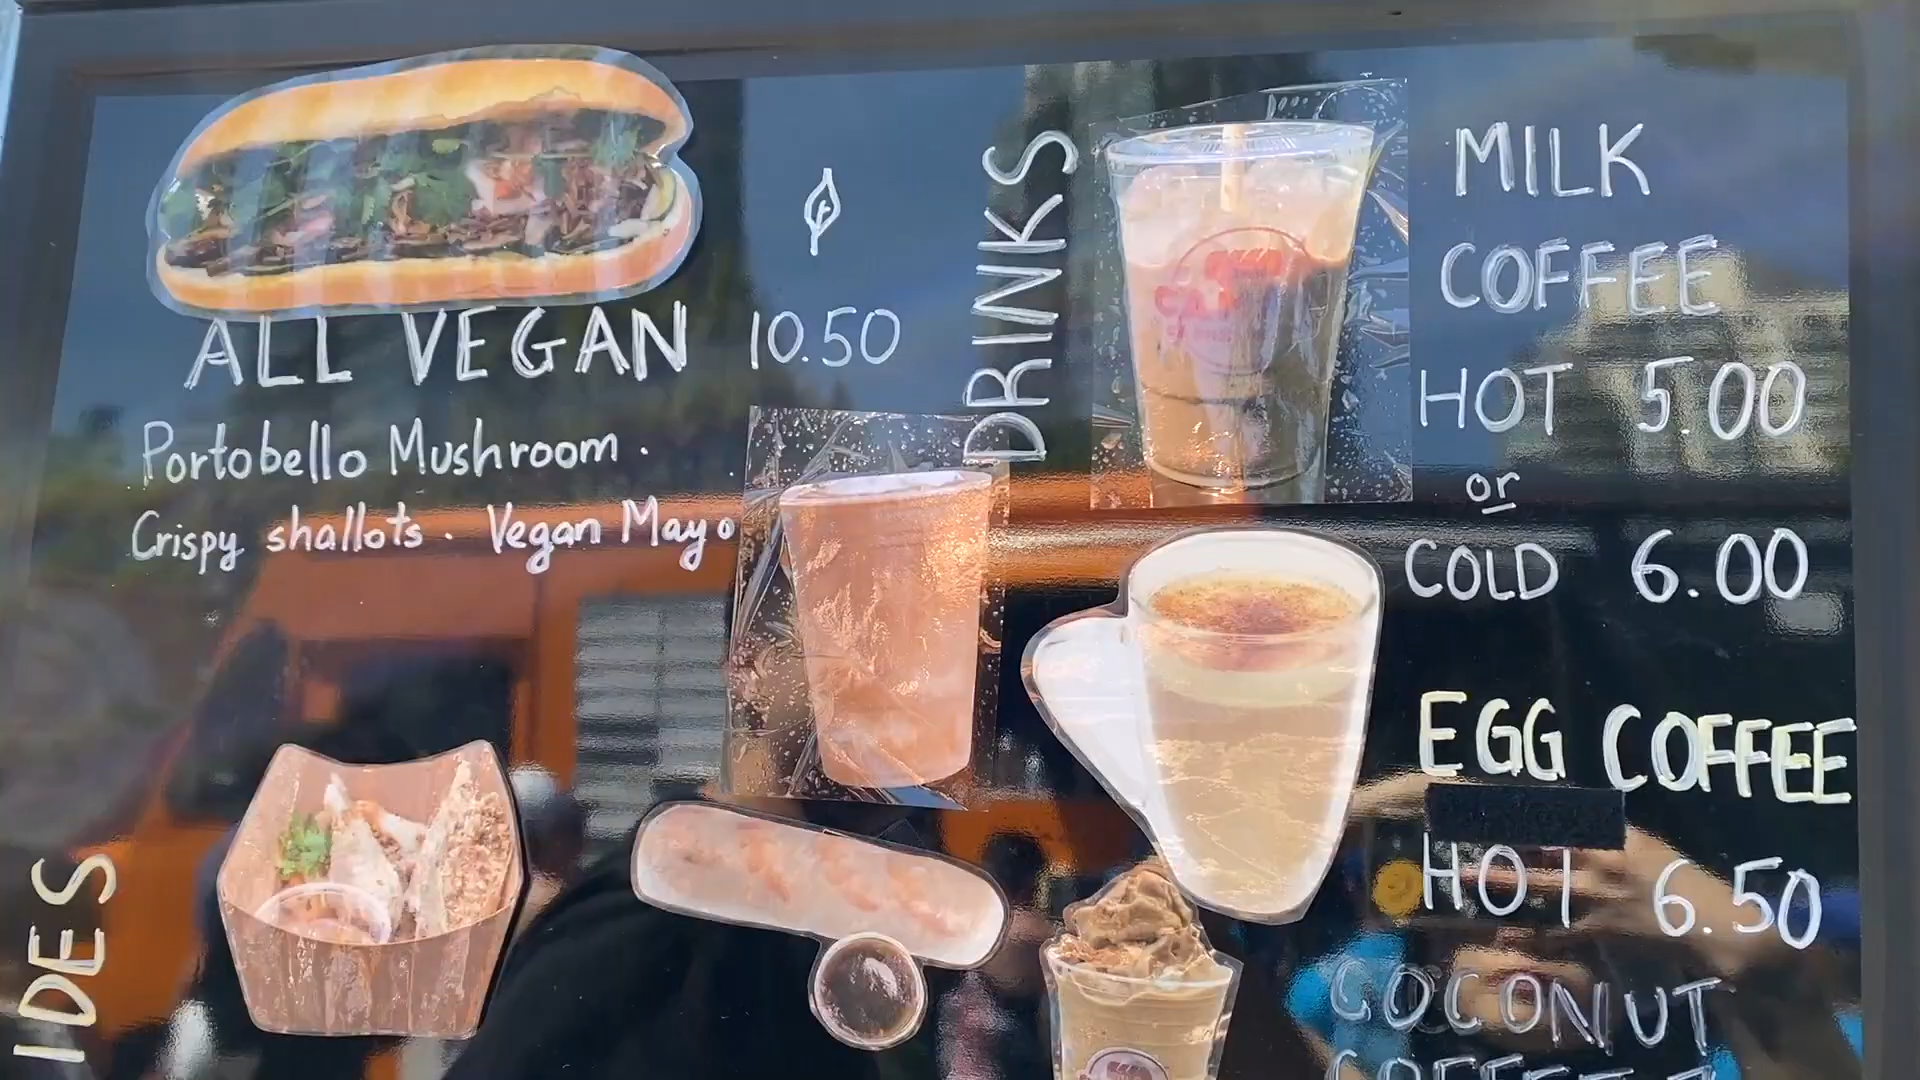 ALL VEGAN 10.50
Portobello Mushroom.
Crispy shallots. Vegan Mayo
IDES
DRINKS
MILK
COFFEE
HOT 5.00
or
COLD 6.00
EGG COFFEE
HOT 6.50
COCONUT